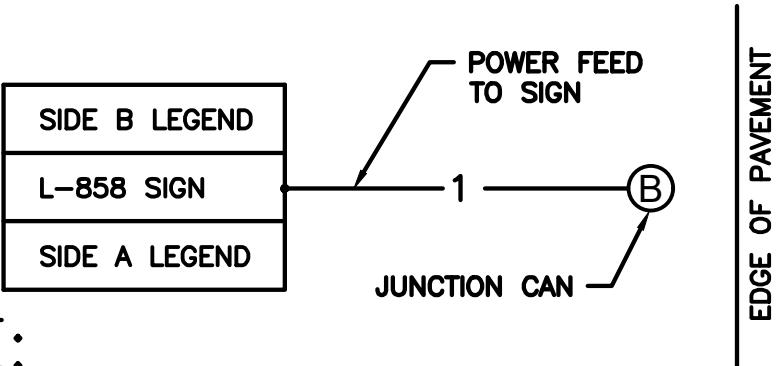 POWER FEED
TO SIGN
SIDE B LEGEND
L-858 SIGN
1
B
SIDE A LEGEND
JUNCTION CAN
EDGE OF PAVEMENT